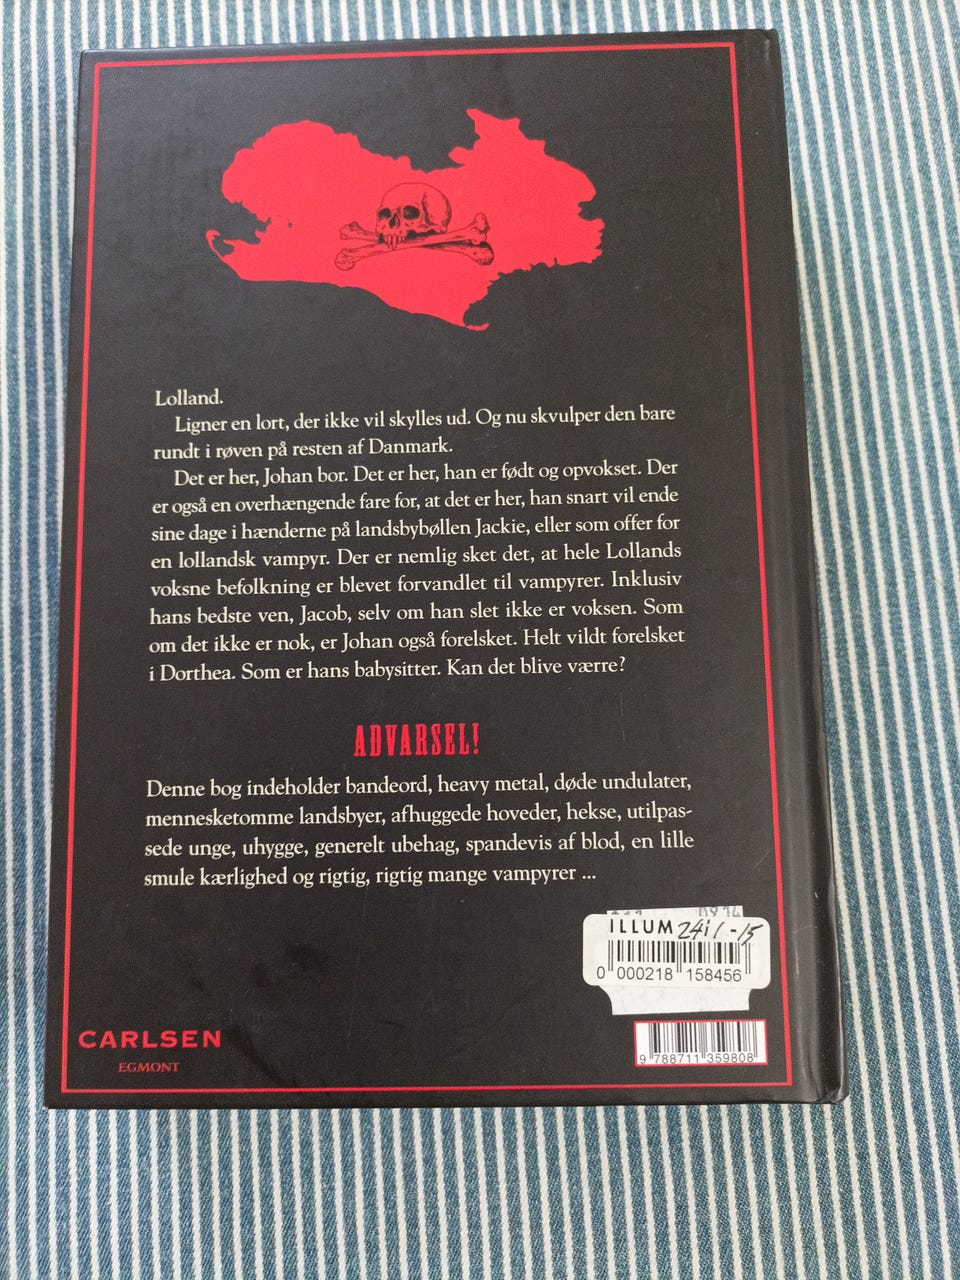 Lolland.
Ligner en lort, der ikke vil skylles ud. Og nu skvulper den bare
rundt i røven på resten af Danmark.
Det er her, Johan bor. Det er her, han er født og opvokset. Der
er også en overhængende fare for, at det er her, han snart vil ende
sine dage i hænderne på landsbybøllen Jackie, eller som offer for
en lollandsk vampyr. Der er nemlig sket det, at hele Lollands
voksne befolkning er blevet forvandlet til vampyrer. Inklusiv
hans bedste ven, Jacob, selv om han slet ikke er voksen. Som
om det ikke er nok, er Johan også forelsket. Helt vildt forelsket
i Dorthea. Som er hans babysitter. Kan det blive værre?
ADVARSEL!
Denne bog indeholder bandeord, heavy metal, døde undulater,
mennesketomme landsbyer, afhuggede hoveder, hekse, utilpas-
sede unge, uhygge, generelt ubehag, spandevis af blod, en lille
smule kærlighed og rigtig, rigtig mange vampyrer ...
ILLUM
0 000218 158456
CARLSEN
EGMONT
9 788711 359808